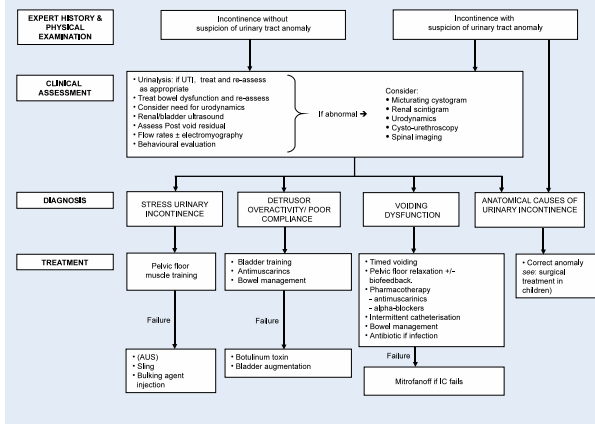 EXPERT HISTORY &
PHYSICAL
EXAMINATION
Incontinence without
suspicion of urinary tract anomaly
Incontinence with
suspicion of urinary tract anomaly
CLINICAL
ASSESSMENT
• Urinalysis: if UTI, treat and re-assess
as appropriate
• Treat bowel dysfunction and re-assess
• Consider need for urodynamics
• Renal/bladder ultrasound
• Assess Post void residual
• Flow rates ± electromyography
• Behavioural evaluation
If abnormal →
Consider:
• Micturating cystogram
• Renal scintigram
• Urodynamics
• Cysto-urethroscopy
• Spinal imaging
DIAGNOSIS
STRESS URINARY
INCONTINENCE
DETRUSOR
OVERACTIVITY/ POOR
COMPLIANCE
VOIDING
DYSFUNCTION
ANATOMICAL CAUSES OF
URINARY INCONTINENCE
TREATMENT
Pelvic floor
muscle training
• Bladder training
• Antimuscarincs
• Bowel management
• Timed voiding
• Pelvic floor relaxation +/-
biofeedback.
• Pharmacotherapy
- antimuscarinics
- alpha-blockers
• Intermittent catheterisation
• Bowel management
• Antibiotic if infection
• Correct anomaly
see: surgical
treatment in
children)
Failure
Failure
Failure
• (AUS)
• Sling
• Bulking agent
injection
• Botulinum toxin
• Bladder augmentation
Mitrofanoff if IC fails